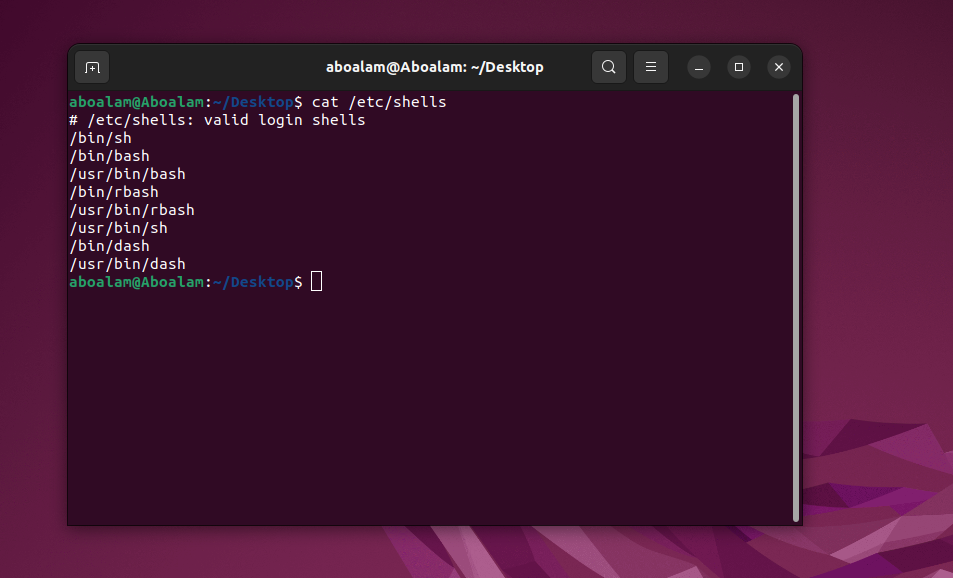 aboalam@Aboalam: ~/Desktop
aboalam@Aboalam:~/Desktop$ cat /etc/shells
# /etc/shells: valid login shells
/bin/sh
/bin/bash
/usr/bin/bash
/bin/rbash
/usr/bin/rbash
/usr/bin/sh
/bin/dash
/usr/bin/dash
aboalam@Aboalam:~/Desktop$